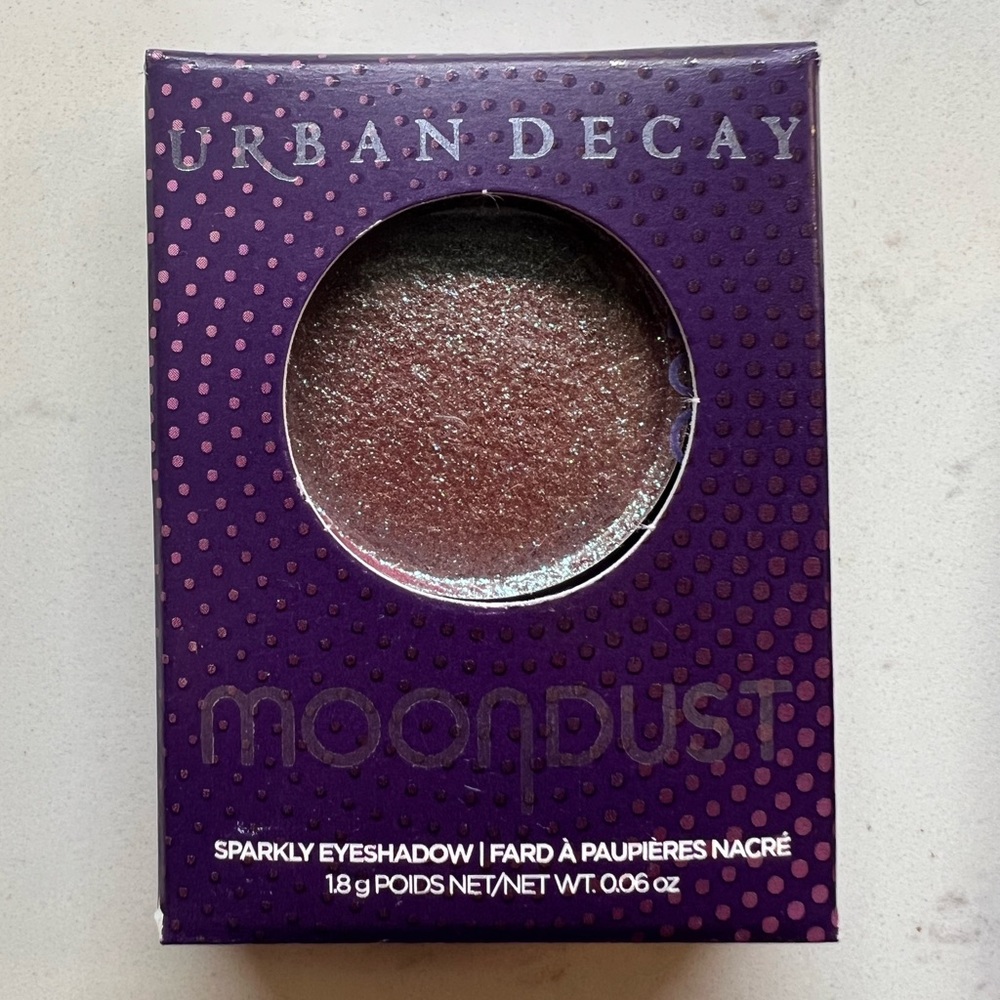 URBAN DECAY
MOONDUST
SPARKLY EYESHADOW | FARD À PAUPIÈRES NACRÉ
1.8 g POIDS NET/NET WT. 0.06 oz